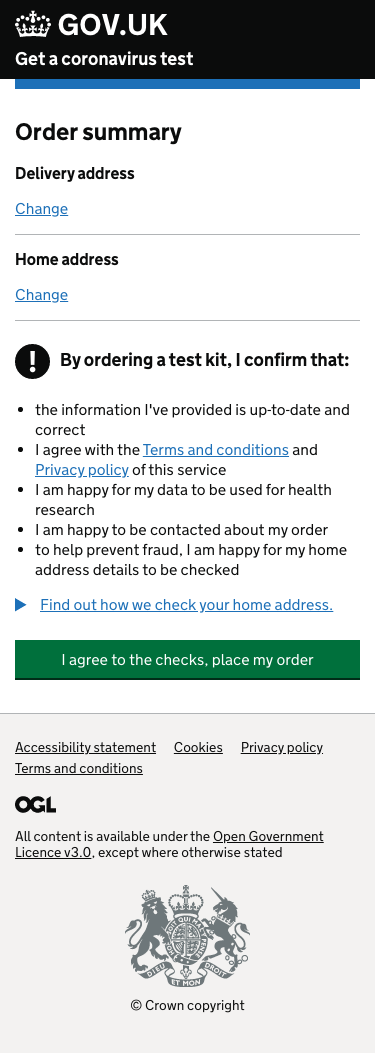 GOV.UK
Get a coronavirus test
Order summary
Delivery address
Change
Home address
Change
! By ordering a test kit, I confirm that:
• the information I've provided is up-to-date and
correct
• I agree with the Terms and conditions and
Privacy policy of this service
• I am happy for my data to be used for health
research
• I am happy to be contacted about my order
• to help prevent fraud, I am happy for my home
address details to be checked
Find out how we check your home address.
I agree to the checks, place my order
Accessibility statement Cookies Privacy policy
Terms and conditions
OGL
All content is available under the Open Government
Licence v3.0, except where otherwise stated
DIEU ET MON DROIT
© Crown copyright